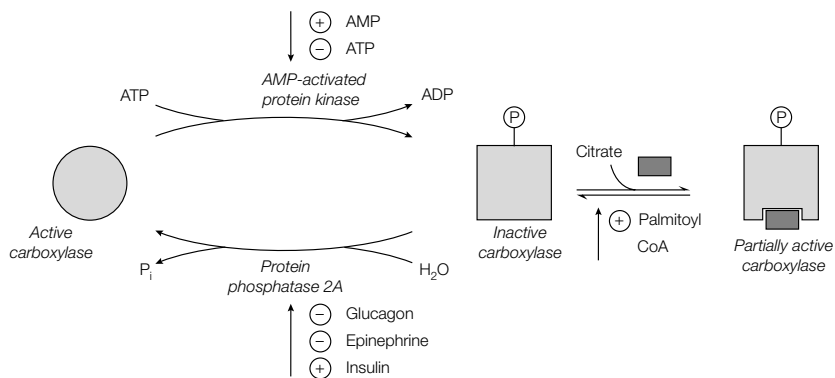 + AMP
− ATP
AMP-activated
protein kinase
ATP
ADP
P
P
Citrate
Active
carboxylase
Inactive
carboxylase
+ Palmitoyl
CoA
Partially active
carboxylase
Pi
Protein
phosphatase 2A
H2O
− Glucagon
− Epinephrine
+ Insulin